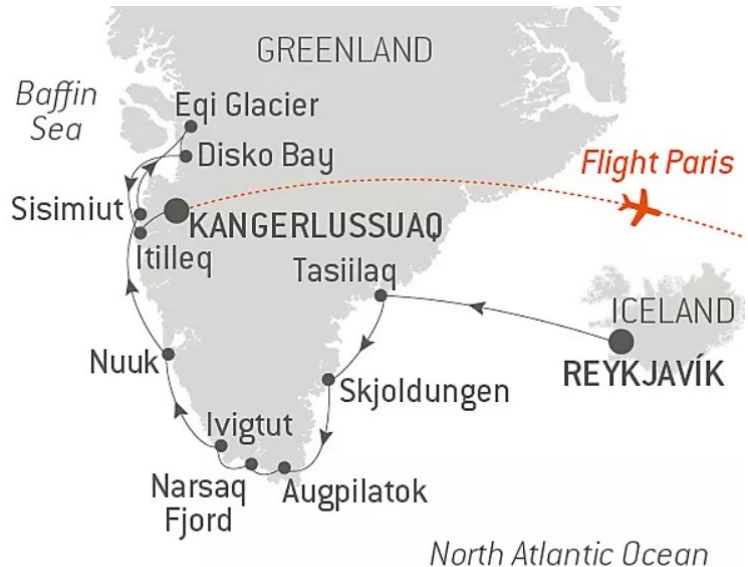 GREENLAND
Baffin
Sea
Eqi Glacier
Disko Bay
Flight Paris
Sisimiut
KANGERLUSSUAQ
Itilleq
Tasiilaq
ICELAND
REYKJAVÍK
Nuuk
Skjoldungen
Ivigtut
Narsaq
Fjord
Augpilatok
North Atlantic Ocean